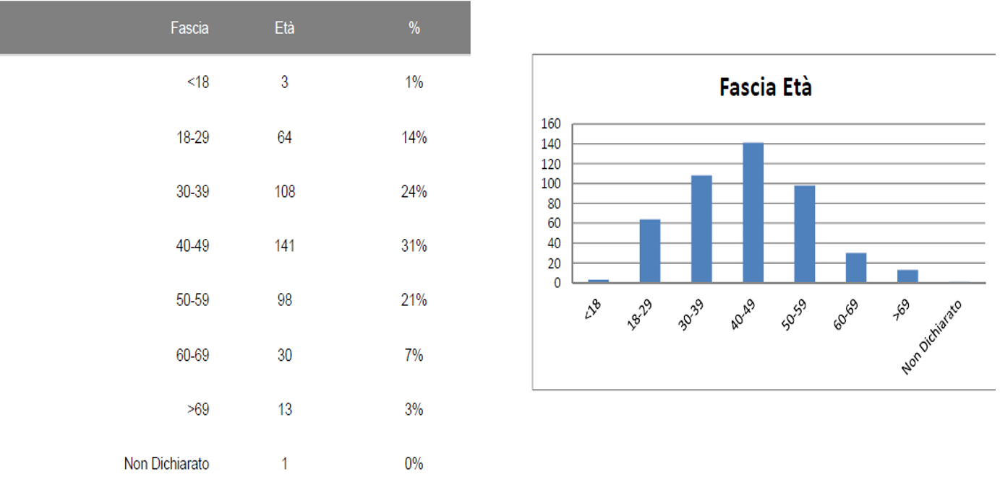 Fascia Età %
<18 3 1%
18-29 64 14%
30-39 108 24%
40-49 141 31%
50-59 98 21%
60-69 30 7%
>69 13 3%
Non Dichiarato 1 0%
Fascia Età
160
140
120
100
80
60
40
20
0
<18 18-29 30-39 40-49 50-59 60-69 >69 Non Dichiarato